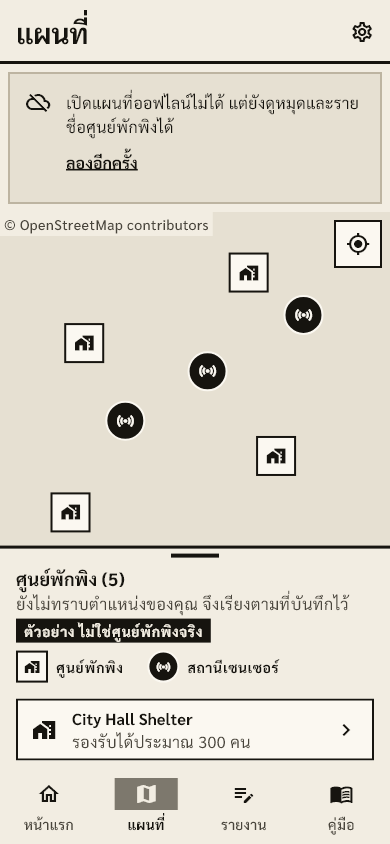 แผนที่
เปิดแผนที่ออฟไลน์ไม่ได้ แต่ยังดูหมุดและราย
ชื่อศูนย์พักพิงได้
ลองอีกครั้ง
© OpenStreetMap contributors
ศูนย์พักพิง (5)
ยังไม่ทราบตำแหน่งของคุณ จึงเรียงตามที่บันทึกไว้
ตัวอย่าง ไม่ใช่ศูนย์พักพิงจริง
ศูนย์พักพิง สถานีเซนเซอร์
City Hall Shelter
รองรับได้ประมาณ 300 คน
หน้าแรก แผนที่ รายงาน คู่มือ